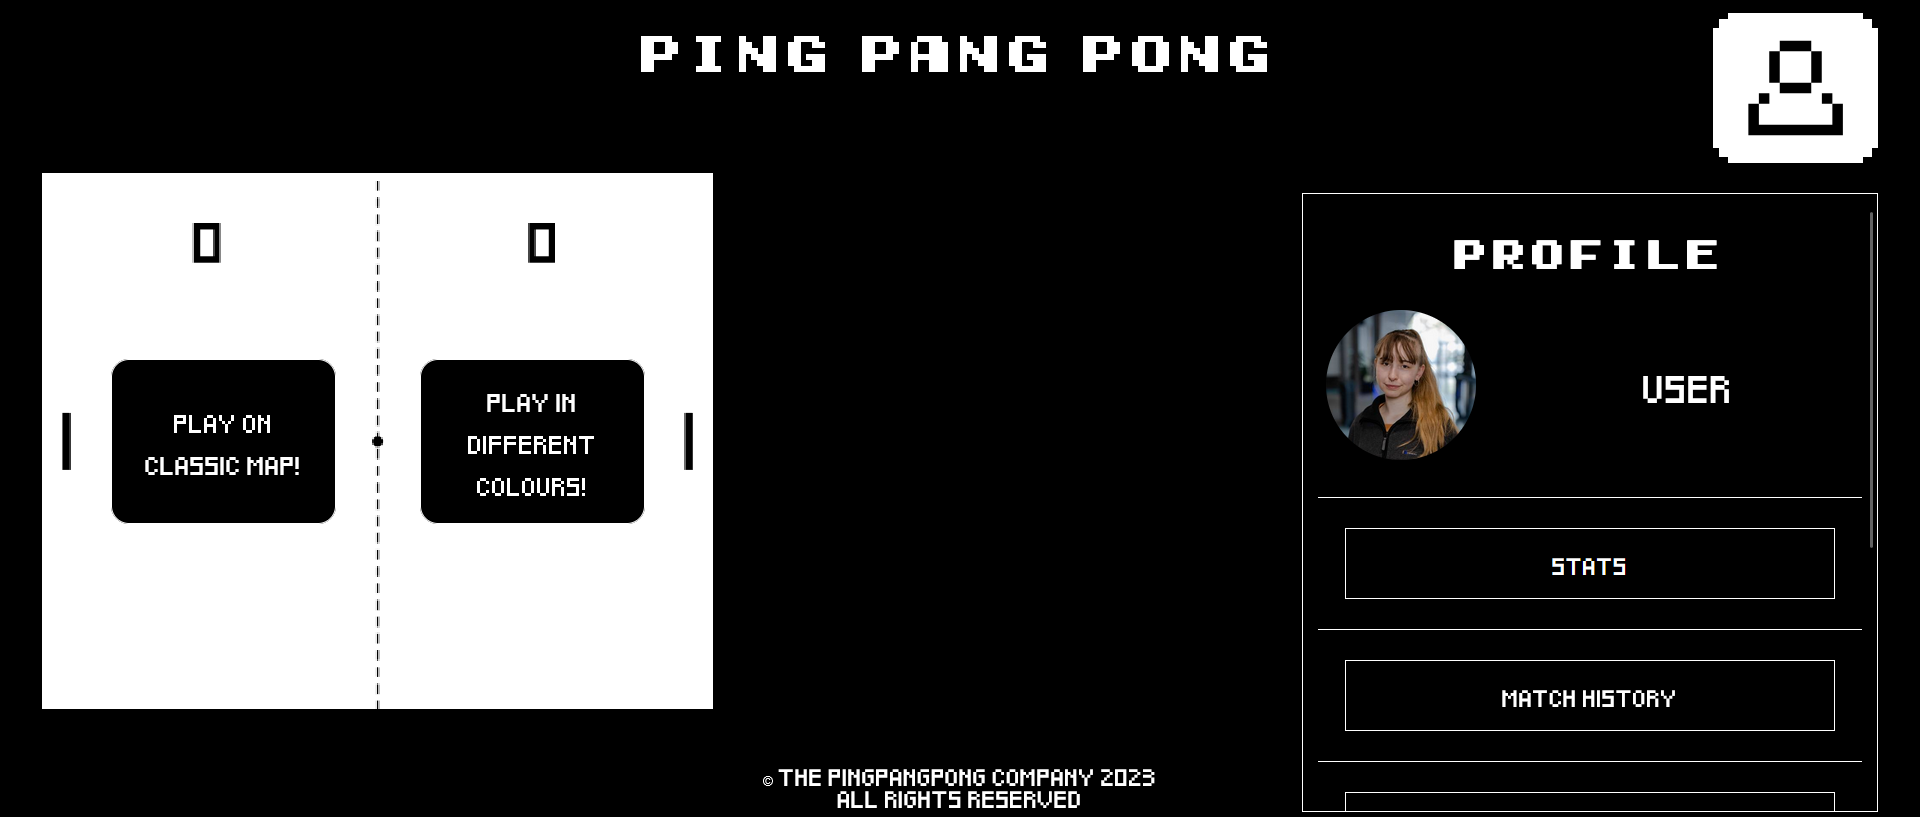 PING PANG PONG
0 0
PLAY ON
CLASSIC MAP!
PLAY IN
DIFFERENT
COLOURS!
PROFILE
USER
STATS
MATCH HISTORY
© THE PINGPANGPONG COMPANY 2023
ALL RIGHTS RESERVED